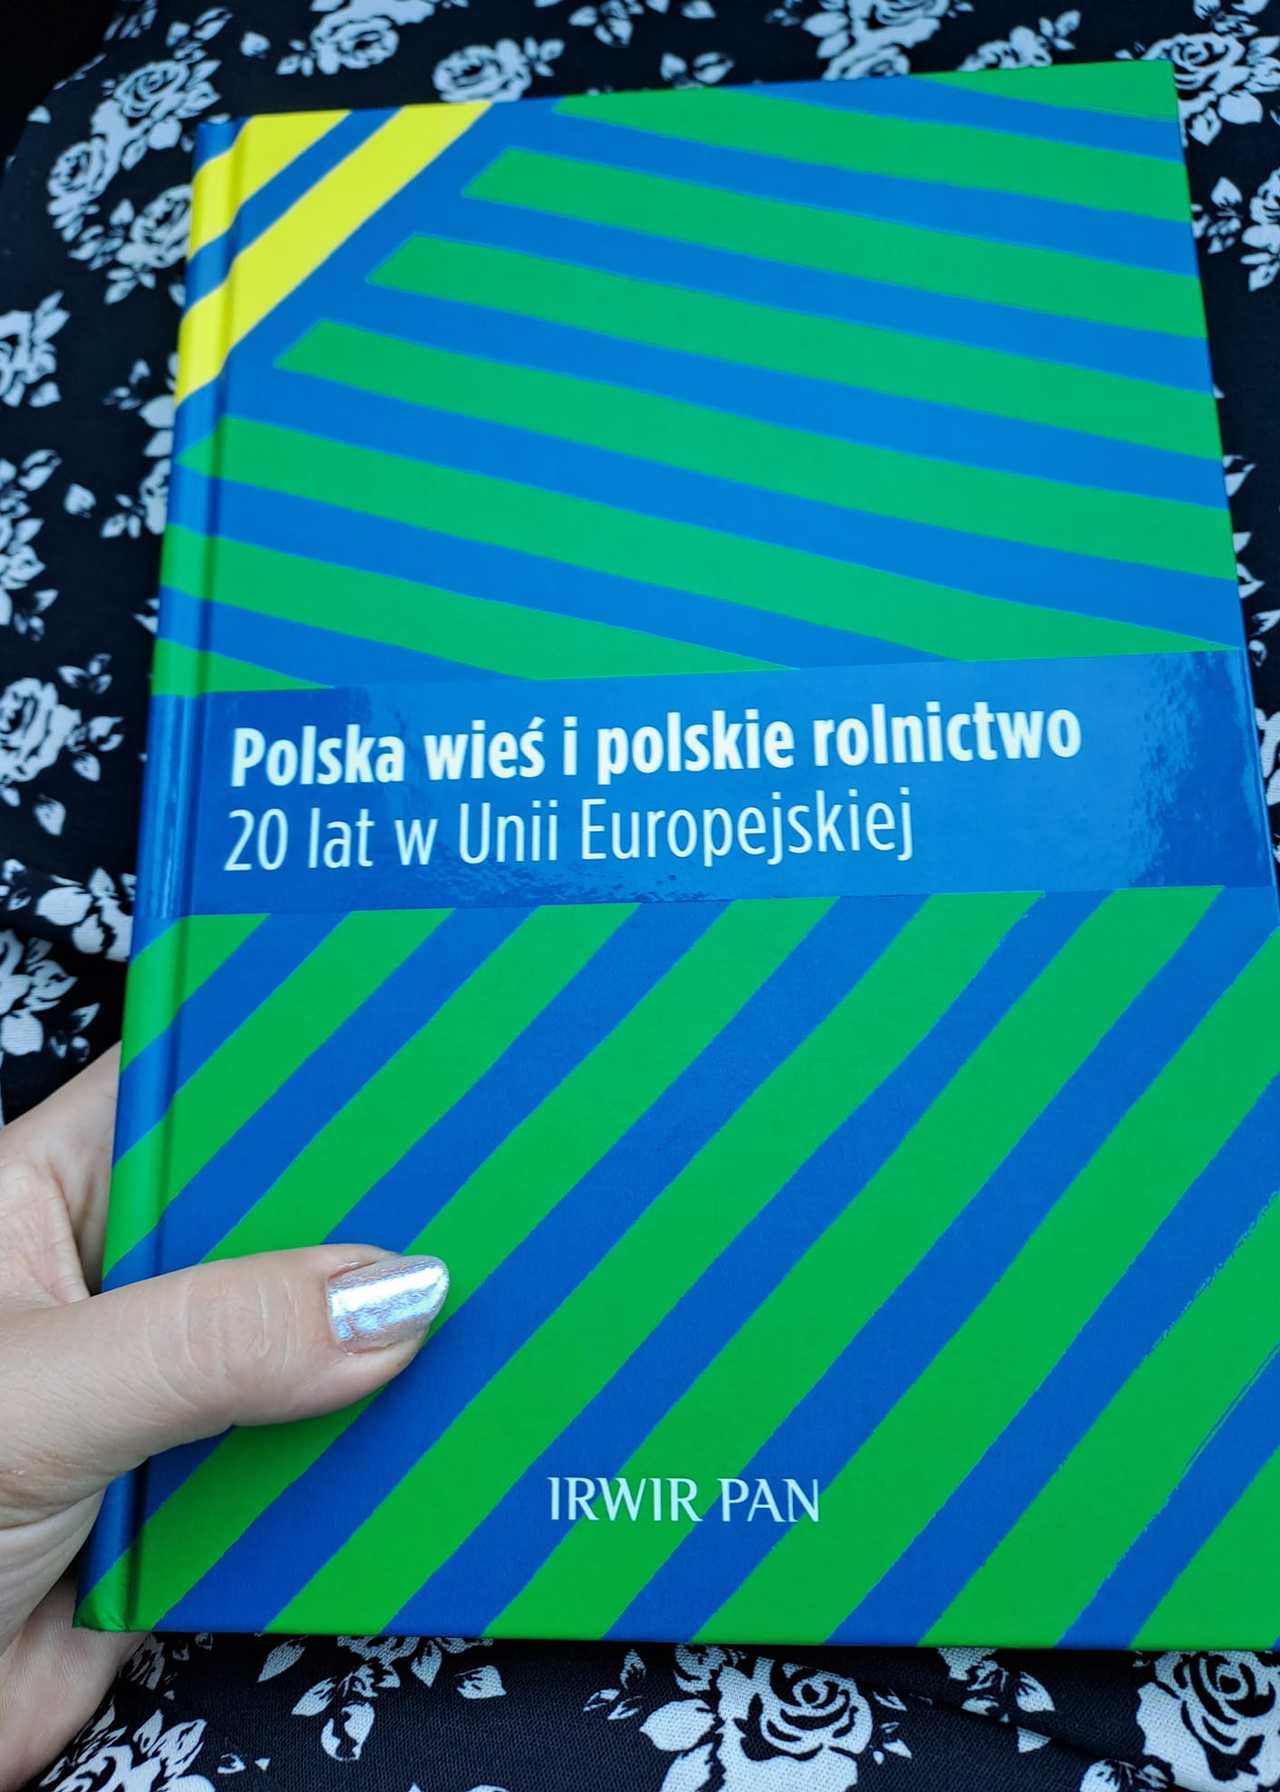 Polska wieś i polskie rolnictwo
20 lat w Unii Europejskiej
IRWIR PAN